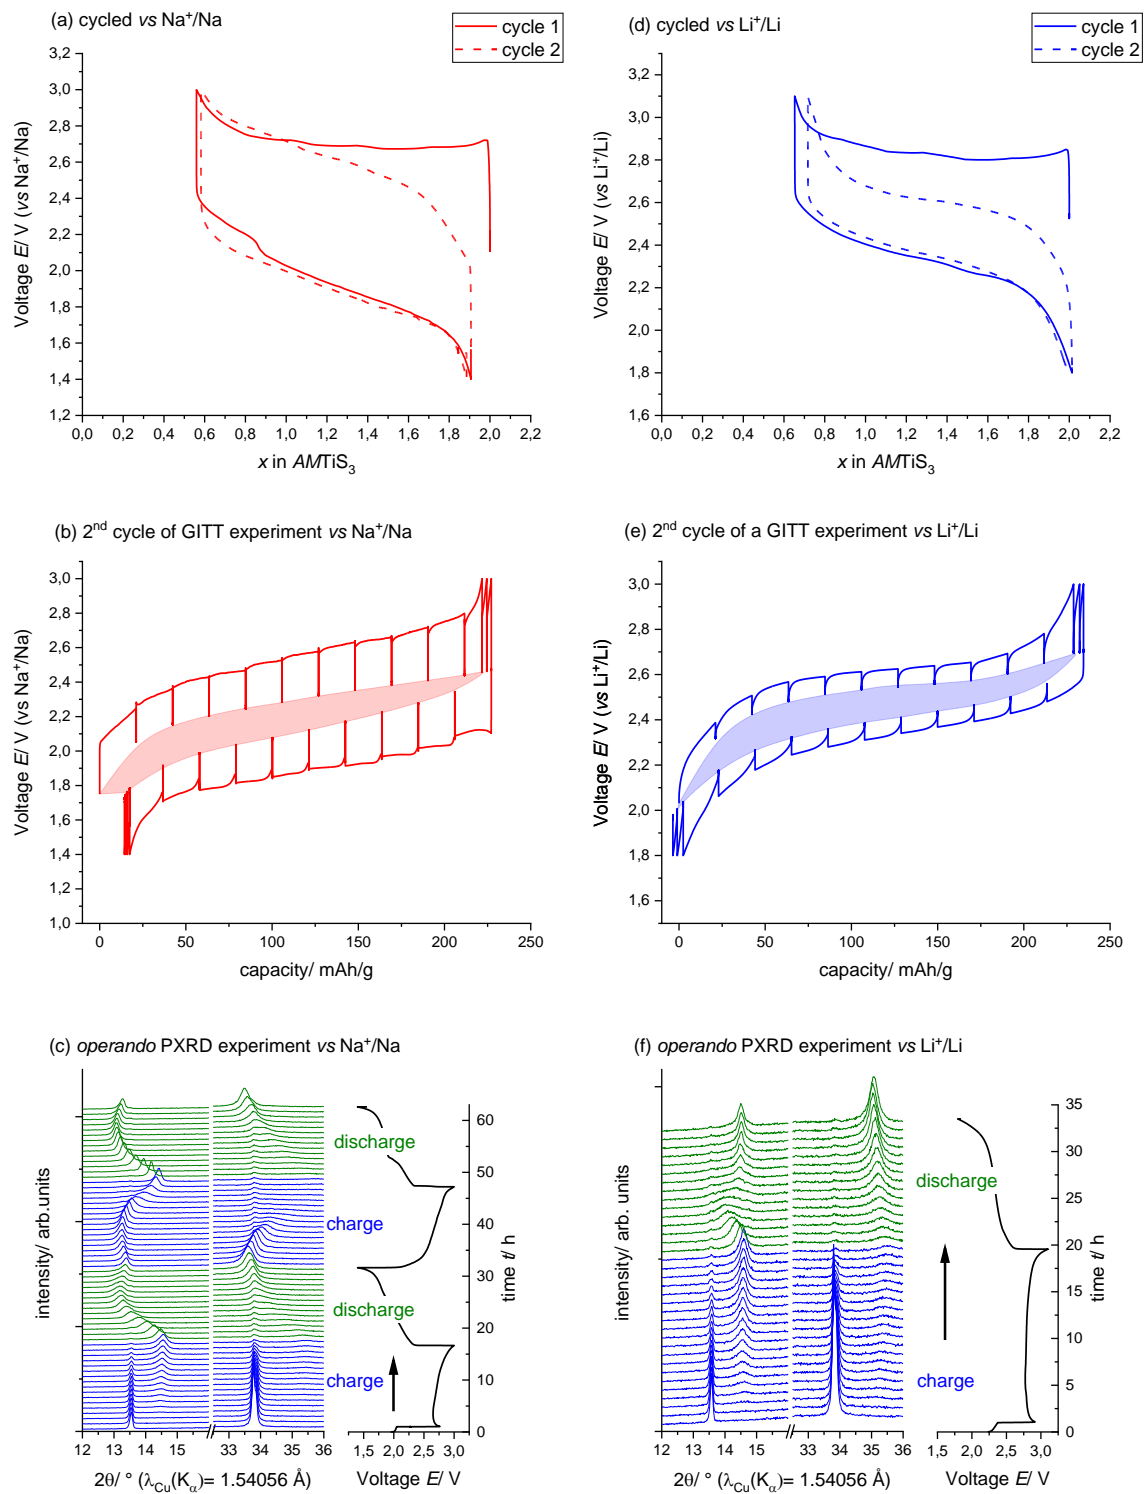 (a) cycled vs Na⁺/Na
cycle 1
cycle 2
3,2
3,0
2,8
2,6
2,4
2,2
2,0
1,8
1,6
1,4
1,2
Voltage E/ V (vs Na⁺/Na)
0,0 0,2 0,4 0,6 0,8 1,0 1,2 1,4 1,6 1,8 2,0 2,2
x in AMTiS₃
(d) cycled vs Li⁺/Li
cycle 1
cycle 2
3,2
3,0
2,8
2,6
2,4
2,2
2,0
1,8
1,6
Voltage E/ V (vs Li⁺/Li)
0,0 0,2 0,4 0,6 0,8 1,0 1,2 1,4 1,6 1,8 2,0 2,2
x in AMTiS₃
(b) 2ⁿᵈ cycle of GITT experiment vs Na⁺/Na
3,0
2,8
2,6
2,4
2,2
2,0
1,8
1,6
1,4
1,2
1,0
Voltage E/ V (vs Na⁺/Na)
0 50 100 150 200 250
capacity/ mAh/g
(e) 2ⁿᵈ cycle of a GITT experiment vs Li⁺/Li
3,0
2,8
2,6
2,4
2,2
2,0
1,8
1,6
Voltage E/ V (vs Li⁺/Li)
0 50 100 150 200 250
capacity/ mAh/g
(c) operando PXRD experiment vs Na⁺/Na
intensity/ arb.units
discharge
charge
discharge
charge
60
50
40
30
20
10
0
time t/ h
12 13 14 15 33 34 35 36
1,5 2,0 2,5 3,0
2θ/ ° (λCu(Kα)= 1.54056 Å)
Voltage E/ V
(f) operando PXRD experiment vs Li⁺/Li
intensity/ arb. units
discharge
charge
35
30
25
20
15
10
5
0
time t/ h
12 13 14 15 33 34 35 36
1,5 2,0 2,5 3,0
2θ/ ° (λCu(Kα)= 1.54056 Å)
Voltage E/ V